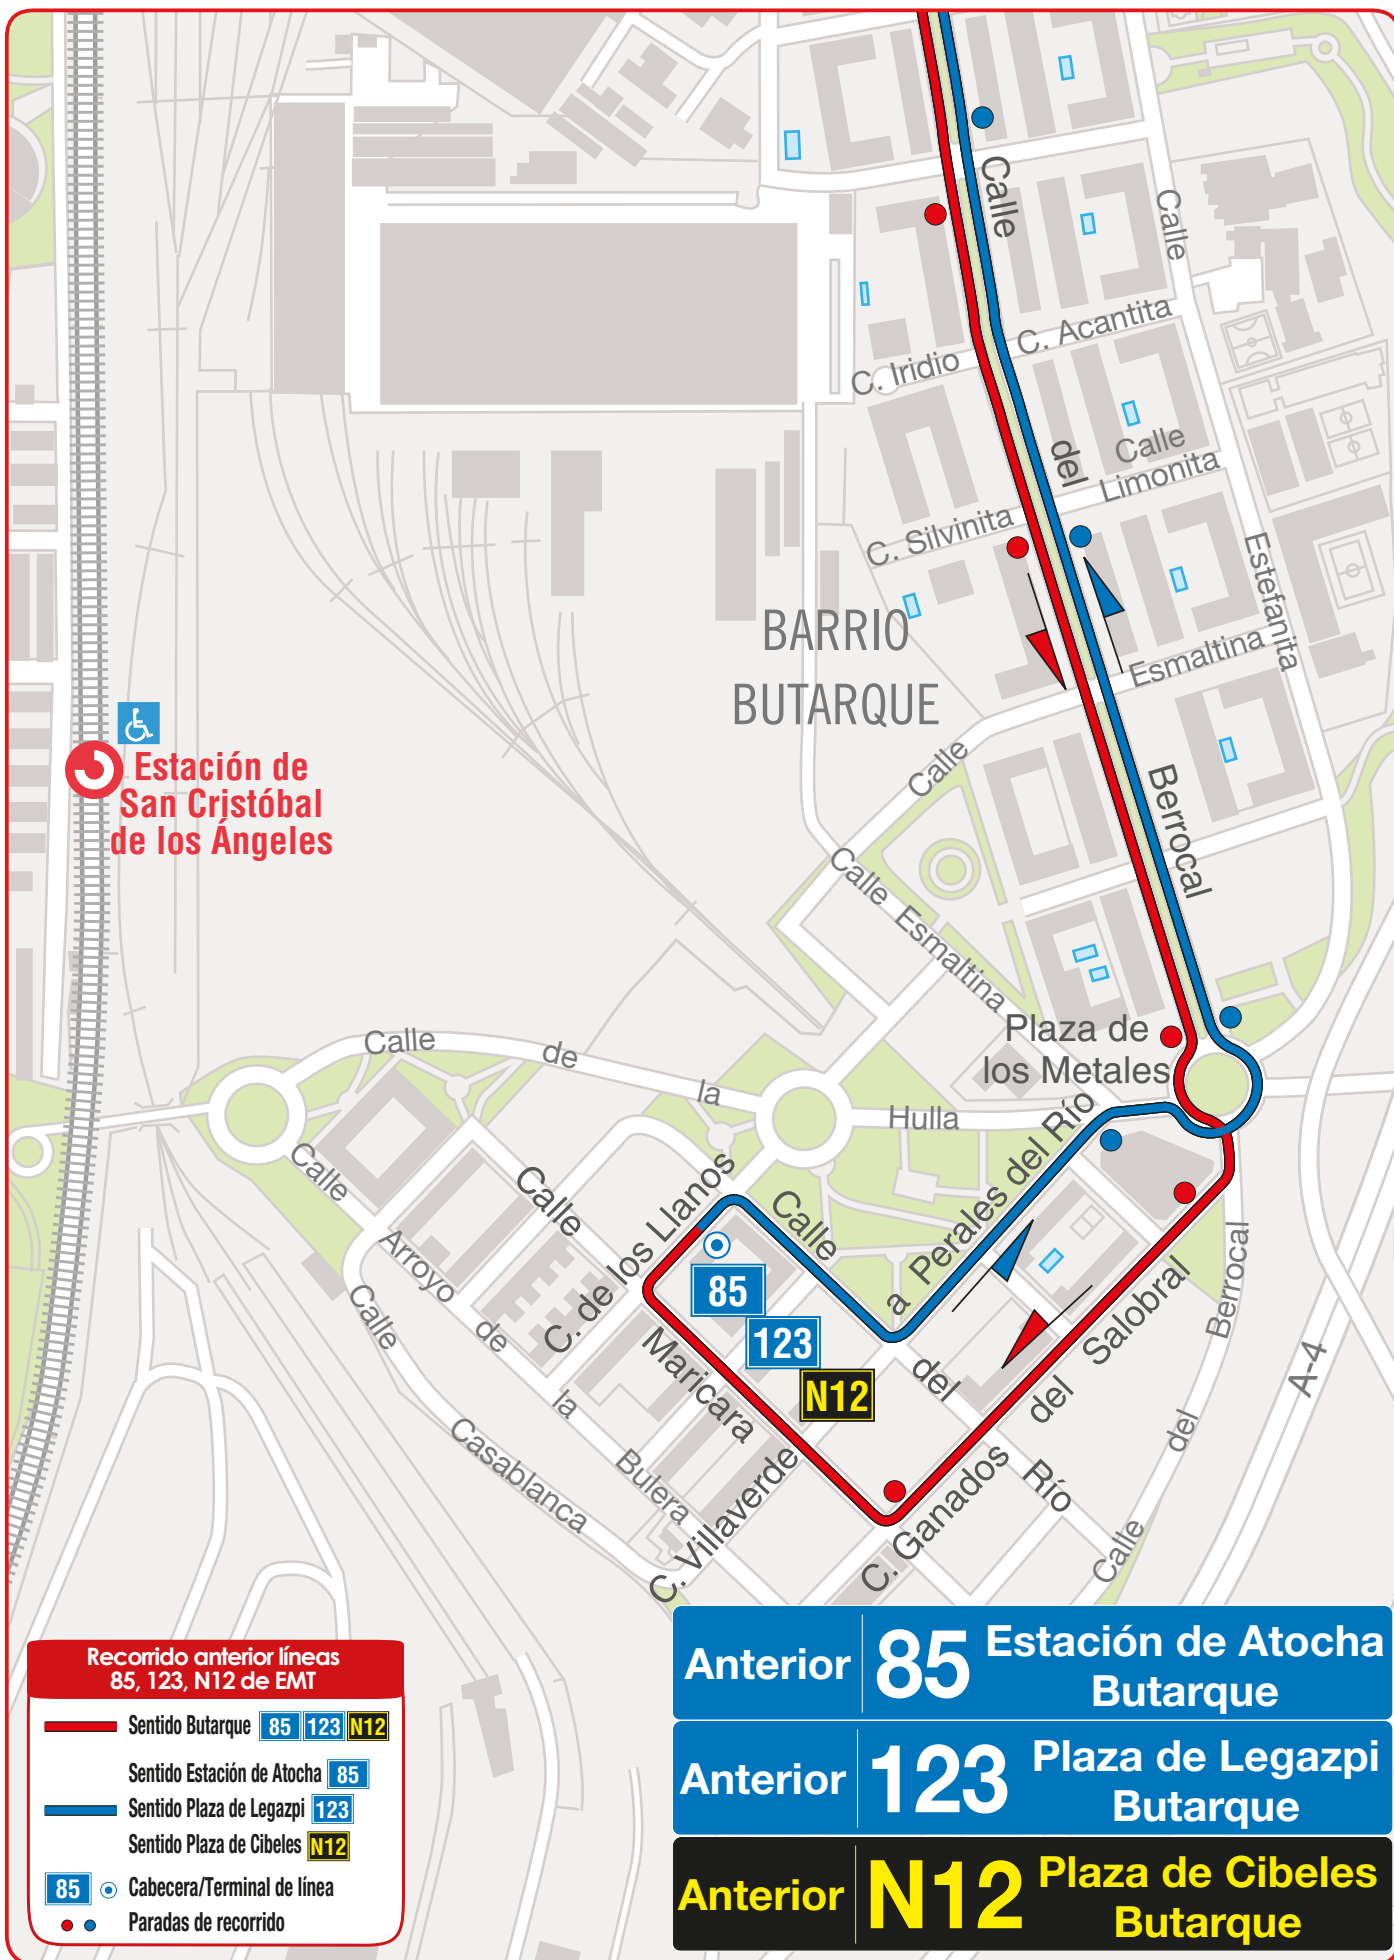 Calle
del
Berrocal
Calle
Estefanita
C. Acantita
C. Iridio
Calle
Limonita
C. Silvinita
BARRIO
BUTARQUE
Esmaltina
Calle
Estación de
San Cristóbal
de los Ángeles
Calle
Esmaltina
Plaza de
los Metales
Calle
de
la
Hulla
Calle
Arroyo
de
la
Bulera
Calle
Casablanca
Calle
Maricara
C. de los Llanos
Calle
del
Río
C. Villaverde
a Perales del Río
C. Ganados
del
Salobral
Calle
del
Berrocal
A-4
85
123
N12
Recorrido anterior líneas
85, 123, N12 de EMT
Sentido Butarque 85 123 N12
Sentido Estación de Atocha 85
Sentido Plaza de Legazpi 123
Sentido Plaza de Cibeles N12
85 Cabecera/Terminal de línea
Paradas de recorrido
Anterior 85 Estación de Atocha
Butarque
Anterior 123 Plaza de Legazpi
Butarque
Anterior N12 Plaza de Cibeles
Butarque